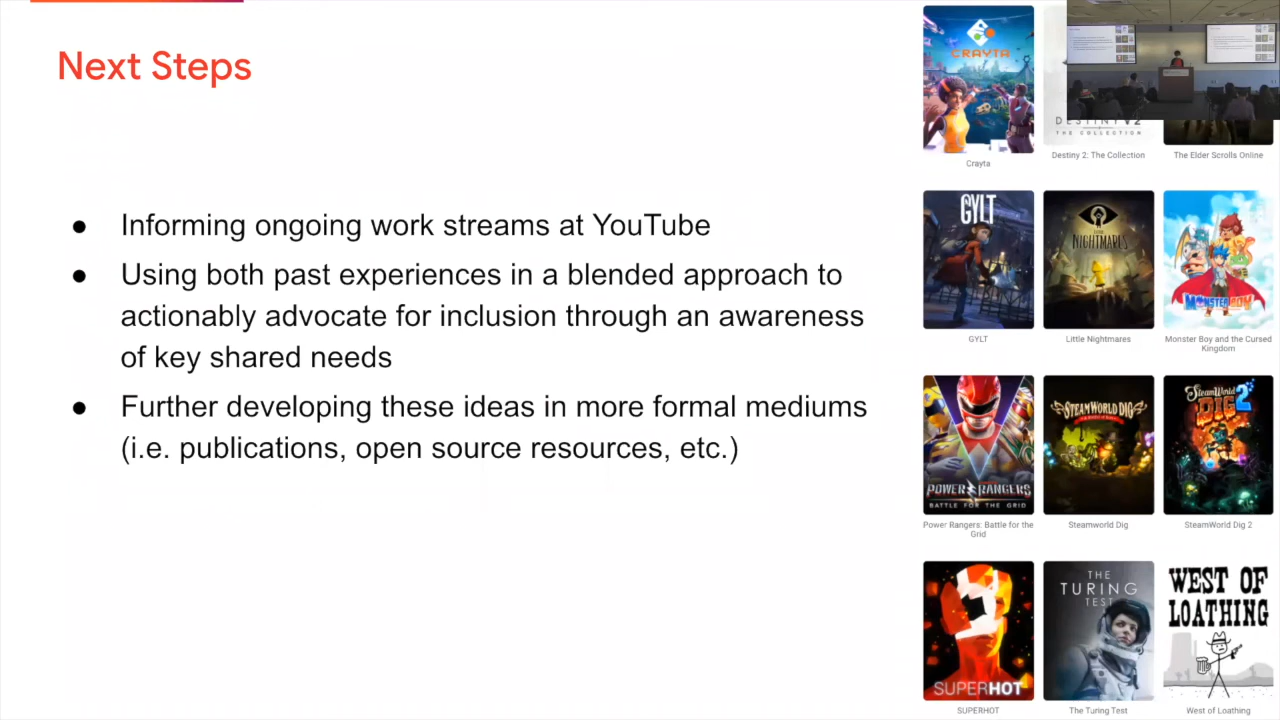 Next Steps
● Informing ongoing work streams at YouTube
● Using both past experiences in a blended approach to
actionably advocate for inclusion through an awareness
of key shared needs
● Further developing these ideas in more formal mediums
(i.e. publications, open source resources, etc.)
CRAYTA
Crayta
DESTINY 2
THE COLLECTION
Destiny 2: The Collection
The Elder Scrolls Online
GYLT
GYLT
LITTLE
NIGHTMARES
Little Nightmares
MONSTER BOY
Monster Boy and the Cursed
Kingdom
POWER RANGERS
BATTLE FOR THE GRID
Power Rangers: Battle for the
Grid
STEAMWORLD DIG
Steamworld Dig
SteamWorld
DIG 2
SteamWorld Dig 2
SUPERHOT
SUPERHOT
THE
TURING
TEST
The Turing Test
WEST OF
LOATHING
West of Loathing